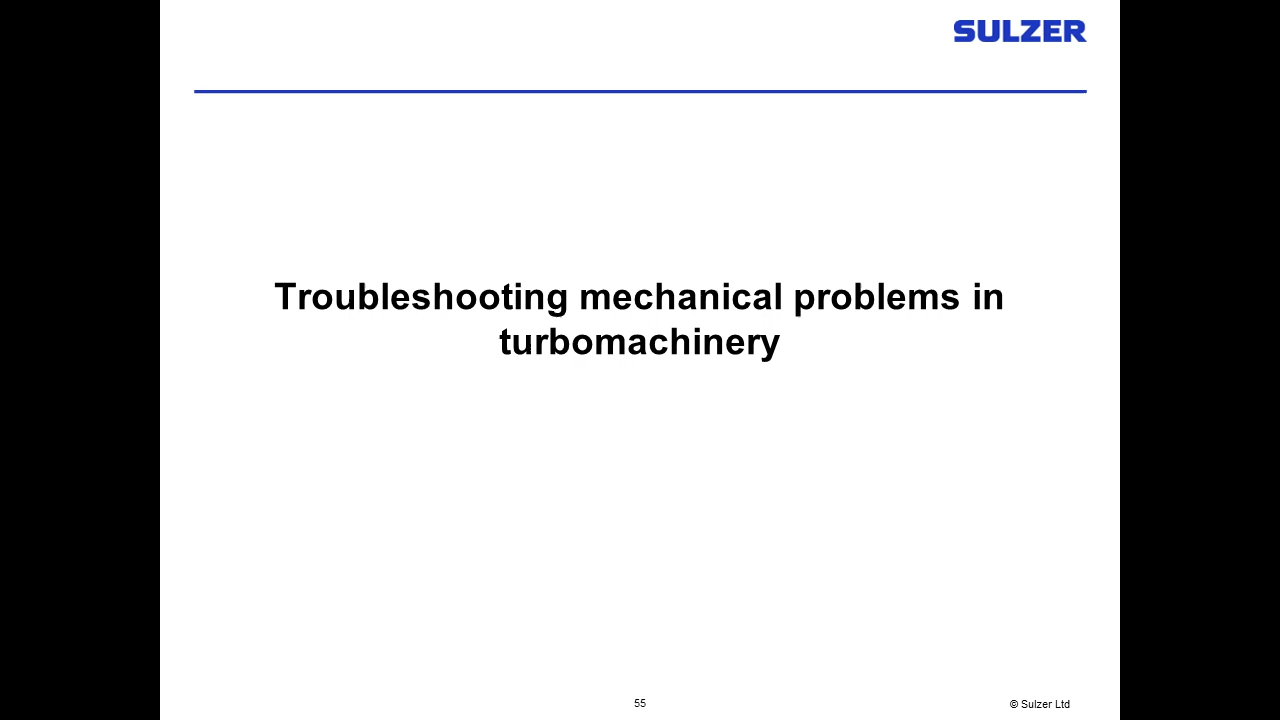 SULZER
Troubleshooting mechanical problems in
turbomachinery
55
© Sulzer Ltd